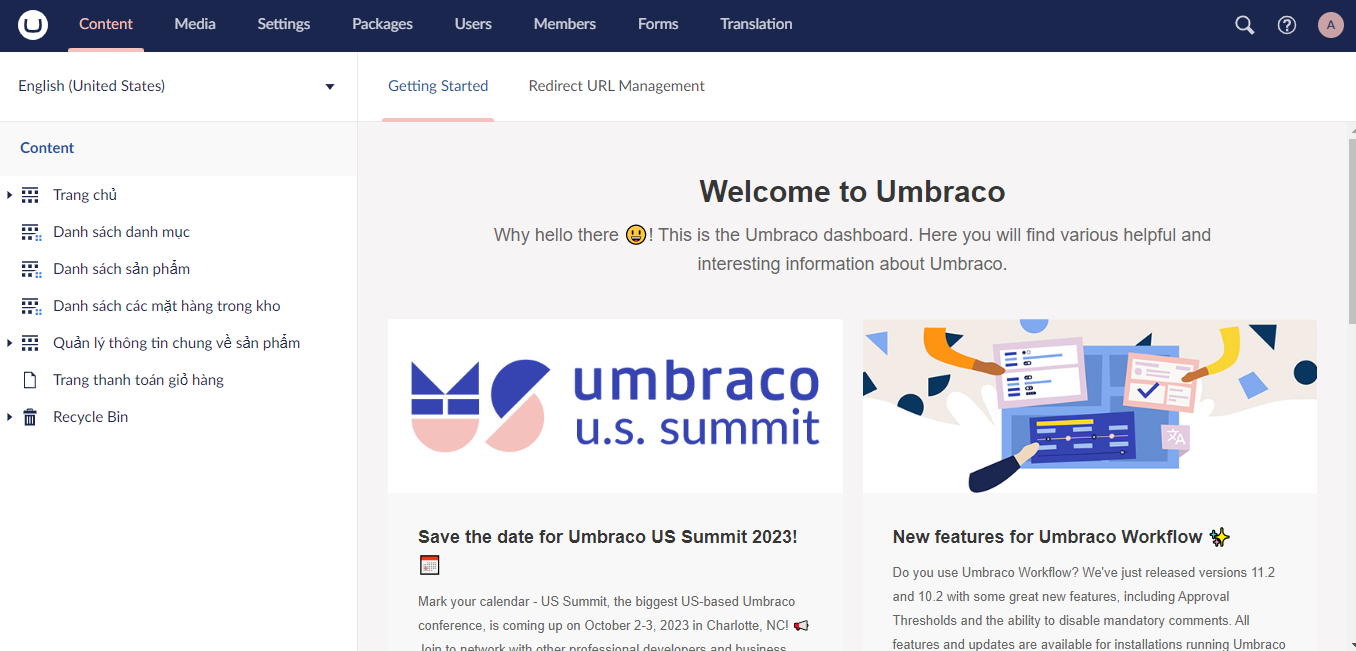 Content Media Settings Packages Users Members Forms Translation A
English (United States)
Getting Started Redirect URL Management
Content
Trang chủ
Danh sách danh mục
Danh sách sản phẩm
Danh sách các mặt hàng trong kho
Quản lý thông tin chung về sản phẩm
Trang thanh toán giỏ hàng
Recycle Bin
Welcome to Umbraco
Why hello there 😃! This is the Umbraco dashboard. Here you will find various helpful and
interesting information about Umbraco.
umbraco
u.s. summit
Save the date for Umbraco US Summit 2023!
📅
Mark your calendar - US Summit, the biggest US-based Umbraco
conference, is coming up on October 2-3, 2023 in Charlotte, NC! 📢
Join to network with other professional developers and business
New features for Umbraco Workflow ✨
Do you use Umbraco Workflow? We've just released versions 11.2
and 10.2 with some great new features, including Approval
Thresholds and the ability to disable mandatory comments. All
features and updates are available for installations running Umbraco